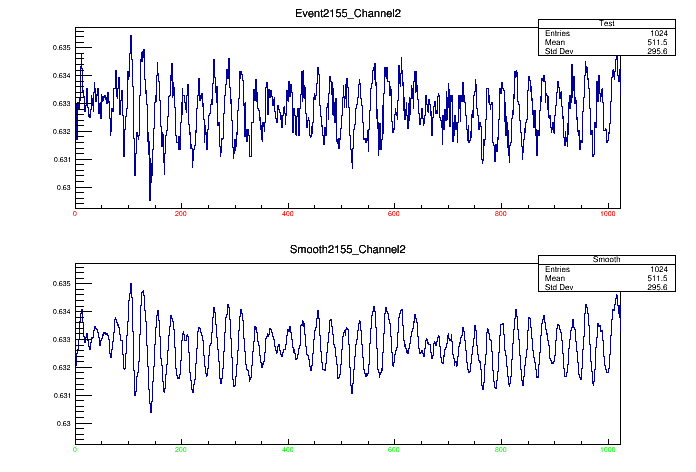 Event2155_Channel2
Test
Entries 1024
Mean 511.5
Std Dev 295.6
0.635
0.634
0.633
0.632
0.631
0.63
0 200 400 600 800 1000
Smooth2155_Channel2
Smooth
Entries 1024
Mean 511.5
Std Dev 295.6
0.635
0.634
0.633
0.632
0.631
0.63
0 200 400 600 800 1000